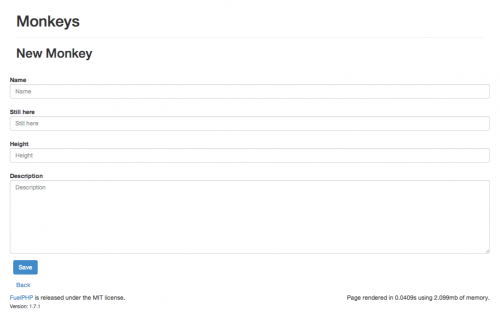 Monkeys
New Monkey
Name
Name
Still here
Still here
Height
Height
Description
Description
Save
Back
FuelPHP is released under the MIT license. Page rendered in 0.0409s using 2.099mb of memory.
Version: 1.7.1